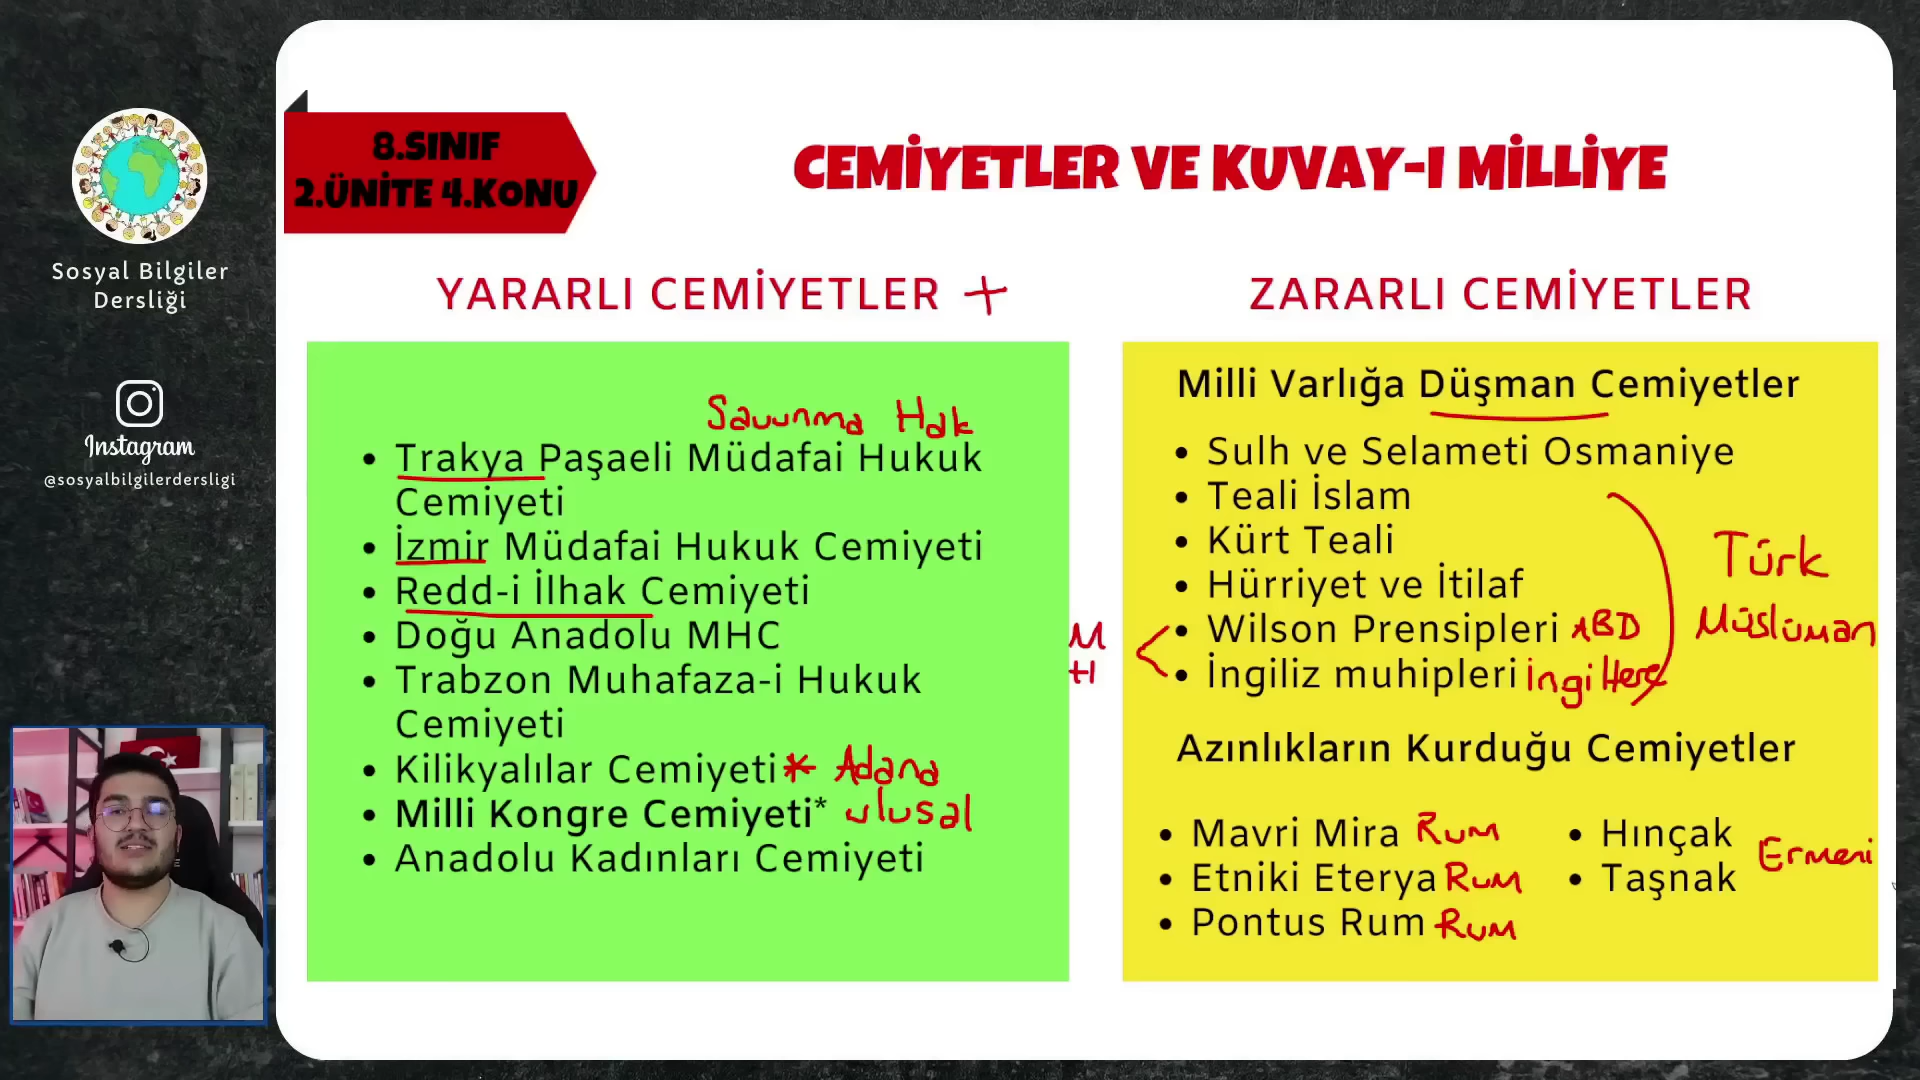 8.SINIF
2.ÜNİTE 4.KONU
CEMİYETLER VE KUVAY-I MİLLİYE
Sosyal Bilgiler
Dersliği
Instagram
@sosyalbilgilerdersligi
YARARLI CEMİYETLER +
Savunma Hak
• Trakya Paşaeli Müdafai Hukuk
Cemiyeti
• İzmir Müdafai Hukuk Cemiyeti
• Redd-i İlhak Cemiyeti
• Doğu Anadolu MHC
• Trabzon Muhafaza-i Hukuk
Cemiyeti
• Kilikyalılar Cemiyeti* Adana
• Milli Kongre Cemiyeti* ulusal
• Anadolu Kadınları Cemiyeti
ZARARLI CEMİYETLER
Milli Varlığa Düşman Cemiyetler
• Sulh ve Selameti Osmaniye
• Teali İslam
• Kürt Teali
• Hürriyet ve İtilaf
• Wilson Prensipleri ABD
• İngiliz muhipleri İngiltere
Türk
Müslüman
M
H
Azınlıkların Kurduğu Cemiyetler
• Mavri Mira Rum
• Etniki Eterya Rum
• Pontus Rum Rum
• Hınçak
• Taşnak
Ermeni